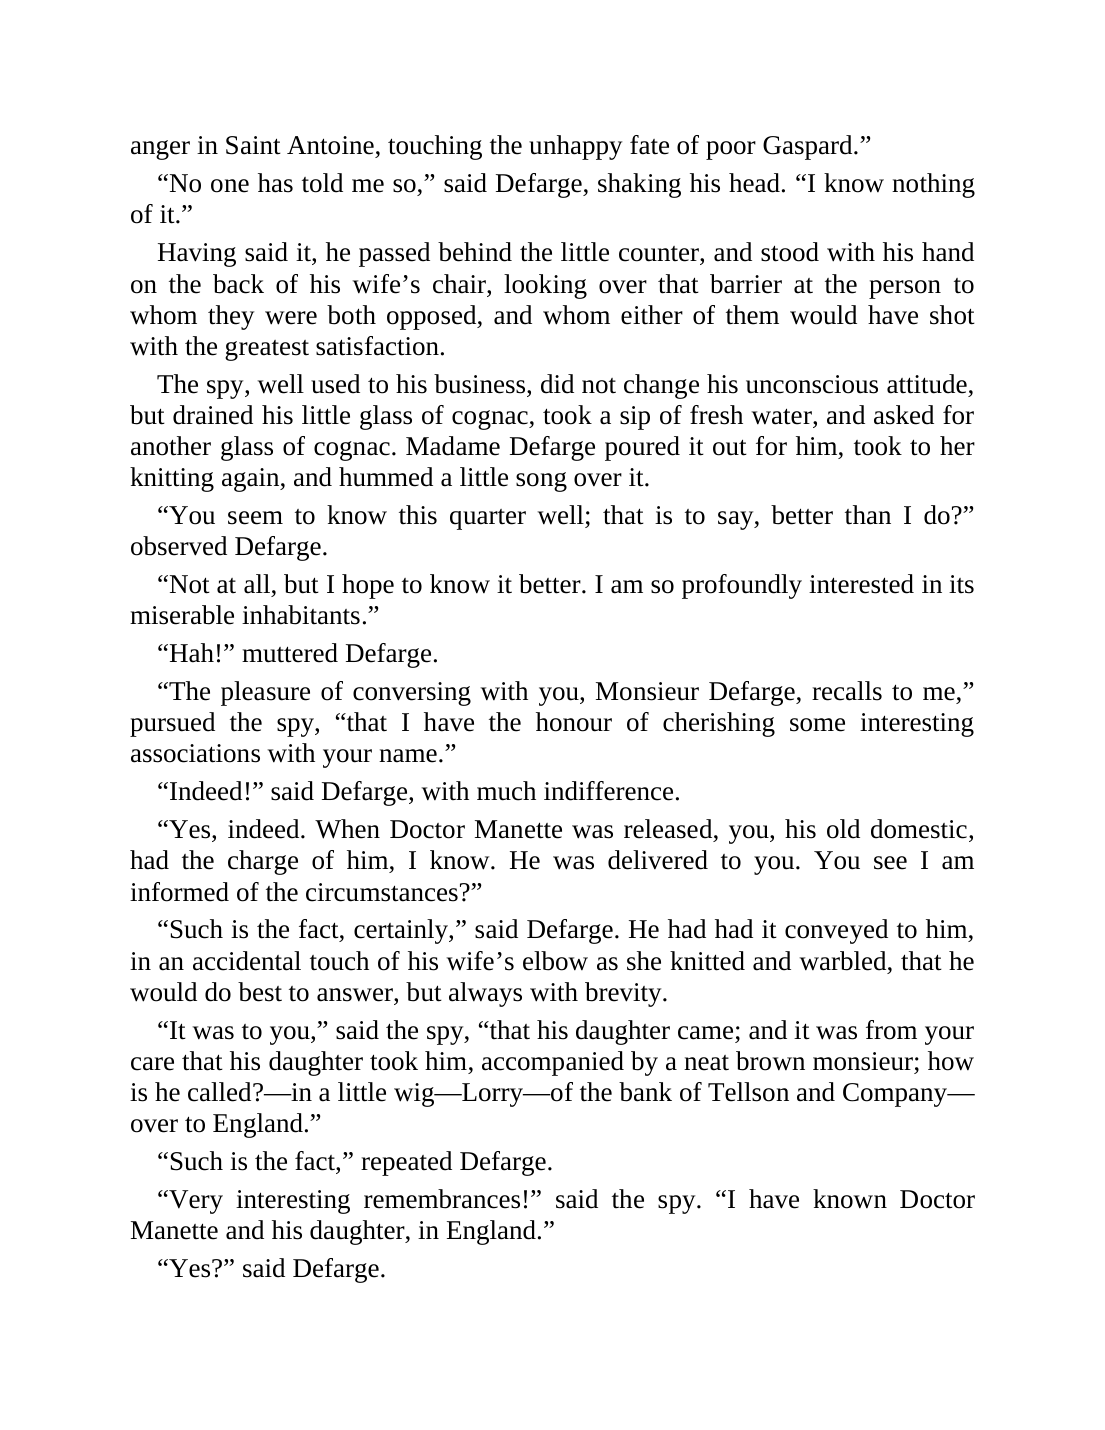 anger in Saint Antoine, touching the unhappy fate of poor Gaspard.”
“No one has told me so,” said Defarge, shaking his head. “I know nothing
of it.”
Having said it, he passed behind the little counter, and stood with his hand
on the back of his wife’s chair, looking over that barrier at the person to
whom they were both opposed, and whom either of them would have shot
with the greatest satisfaction.
The spy, well used to his business, did not change his unconscious attitude,
but drained his little glass of cognac, took a sip of fresh water, and asked for
another glass of cognac. Madame Defarge poured it out for him, took to her
knitting again, and hummed a little song over it.
“You seem to know this quarter well; that is to say, better than I do?”
observed Defarge.
“Not at all, but I hope to know it better. I am so profoundly interested in its
miserable inhabitants.”
“Hah!” muttered Defarge.
“The pleasure of conversing with you, Monsieur Defarge, recalls to me,”
pursued the spy, “that I have the honour of cherishing some interesting
associations with your name.”
“Indeed!” said Defarge, with much indifference.
“Yes, indeed. When Doctor Manette was released, you, his old domestic,
had the charge of him, I know. He was delivered to you. You see I am
informed of the circumstances?”
“Such is the fact, certainly,” said Defarge. He had had it conveyed to him,
in an accidental touch of his wife’s elbow as she knitted and warbled, that he
would do best to answer, but always with brevity.
“It was to you,” said the spy, “that his daughter came; and it was from your
care that his daughter took him, accompanied by a neat brown monsieur; how
is he called?—in a little wig—Lorry—of the bank of Tellson and Company—
over to England.”
“Such is the fact,” repeated Defarge.
“Very interesting remembrances!” said the spy. “I have known Doctor
Manette and his daughter, in England.”
“Yes?” said Defarge.